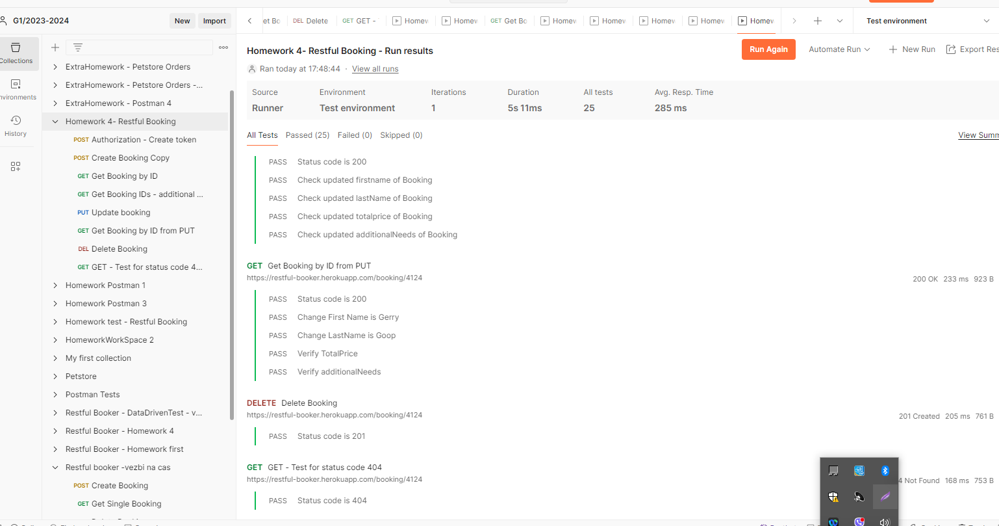 G1/2023-2024
New
Import
et Bo
DEL Delete
GET GET -
Homew
Homew
GET Get Bo
Homew
Homew
Homew
Homew
Homew
Test environment
Collections
Environments
History
ExtraHomework - Petstore Orders
ExtraHomework - Petstore Orders -...
ExtraHomework - Postman 4
Homework 4- Restful Booking
POST Authorization - Create token
POST Create Booking Copy
GET Get Booking by ID
GET Get Booking IDs - additional ...
PUT Update booking
GET Get Booking by ID from PUT
DEL Delete Booking
GET GET - Test for status code 4...
Homework Postman 1
Homework Postman 3
Homework test - Restful Booking
HomeworkWorkSpace 2
My first collection
Petstore
Postman Tests
Restful Booker - DataDrivenTest - v...
Restful Booker - Homework 4
Restful Booker - Homework first
Restful booker -vezbi na cas
POST Create Booking
GET Get Single Booking
Homework 4- Restful Booking - Run results
Run Again
Automate Run
New Run
Export Res
Ran today at 17:48:44 · View all runs
Source Environment Iterations Duration All tests Avg. Resp. Time
Runner Test environment 1 5s 11ms 25 285 ms
All Tests Passed (25) Failed (0) Skipped (0)
View Summ
PASS Status code is 200
PASS Check updated firstname of Booking
PASS Check updated lastName of Booking
PASS Check updated totalprice of Booking
PASS Check updated additionalNeeds of Booking
GET Get Booking by ID from PUT
https://restful-booker.herokuapp.com/booking/4124
200 OK 233 ms 923 B
PASS Status code is 200
PASS Change First Name is Gerry
PASS Change LastName is Goop
PASS Verify TotalPrice
PASS Verify additionalNeeds
DELETE Delete Booking
https://restful-booker.herokuapp.com/booking/4124
201 Created 205 ms 761 B
PASS Status code is 201
GET GET - Test for status code 404
https://restful-booker.herokuapp.com/booking/4124
4 Not Found 168 ms 753 B
PASS Status code is 404